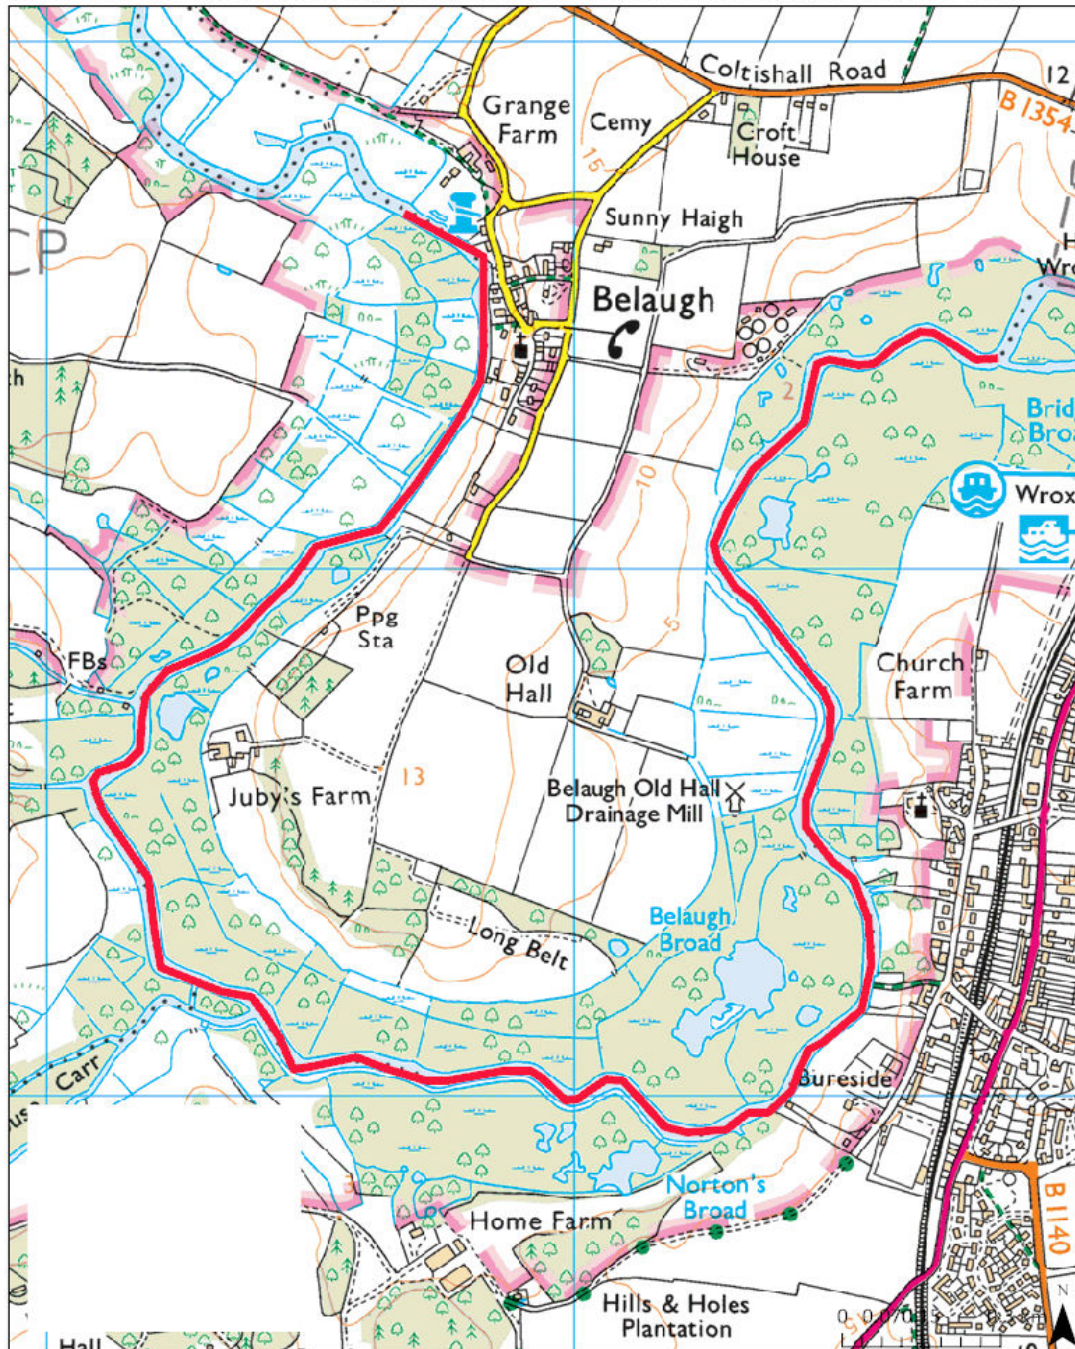 Coltishall Road
12
B 1354
Grange
Farm
Cemy
Croft
House
15
Sunny Haigh
CP
Belaugh
2
10
Wrox
Ppg
Sta
5
FBs
Old
Hall
Church
Farm
13
Juby's Farm
Belaugh Old Hall
Drainage Mill
Long Belt
Belaugh
Broad
Carr
Bureside
3
Norton's
Broad
Home Farm
B 1140
Hills & Holes
Plantation
N
Hall